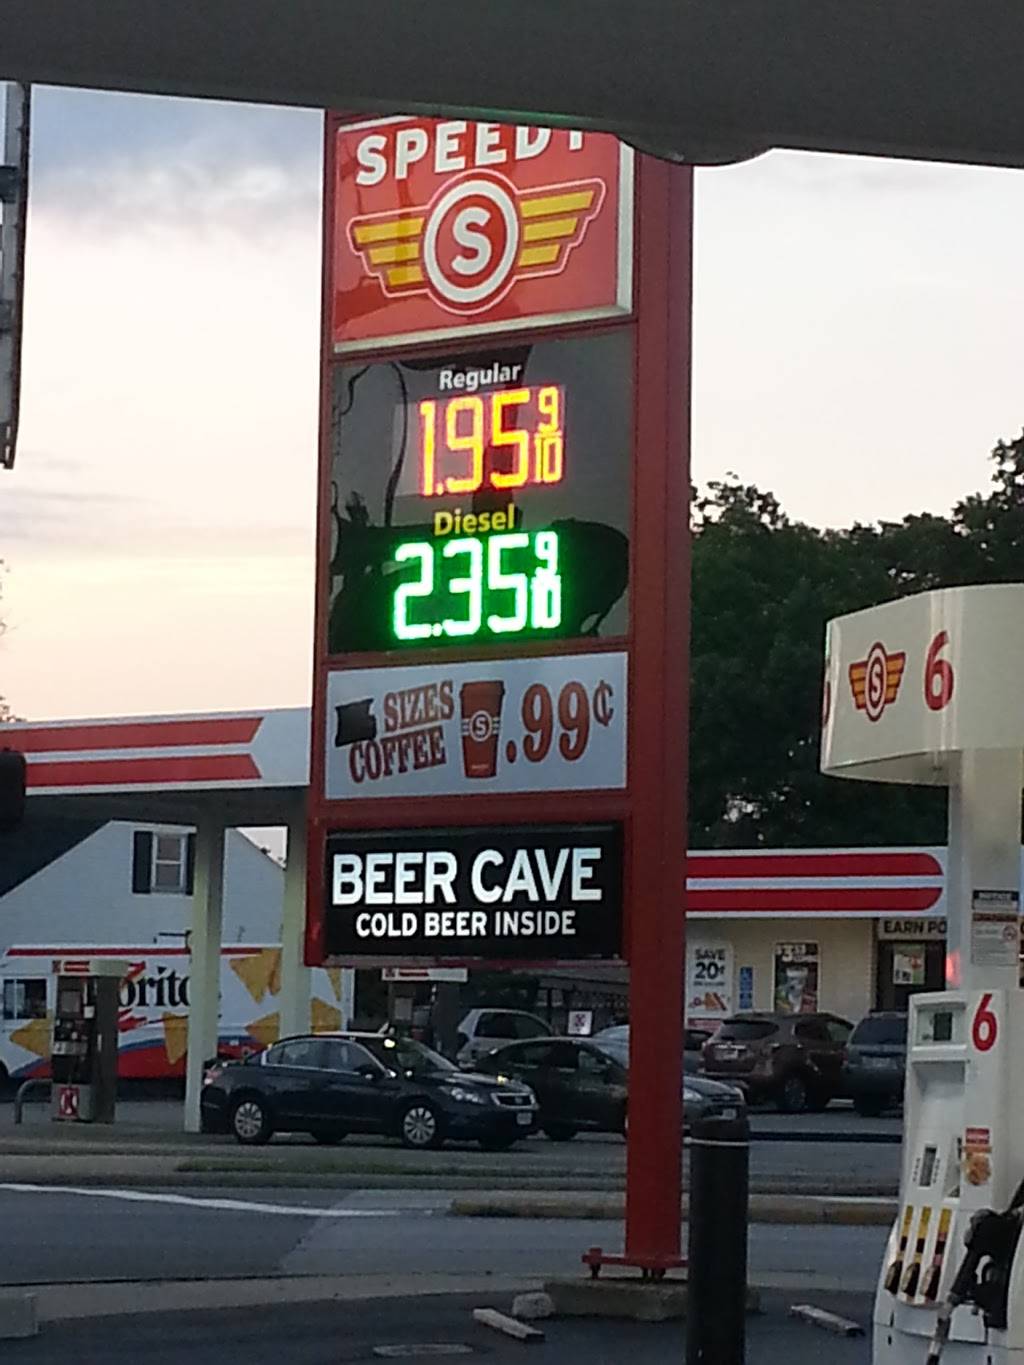 SPEEDY
S
Regular
1.95 9/10
Diesel
2.35 9/10
SIZES
COFFEE
S
.99¢
BEER CAVE
COLD BEER INSIDE
S 6
EARN
SAVE
20¢
6
K